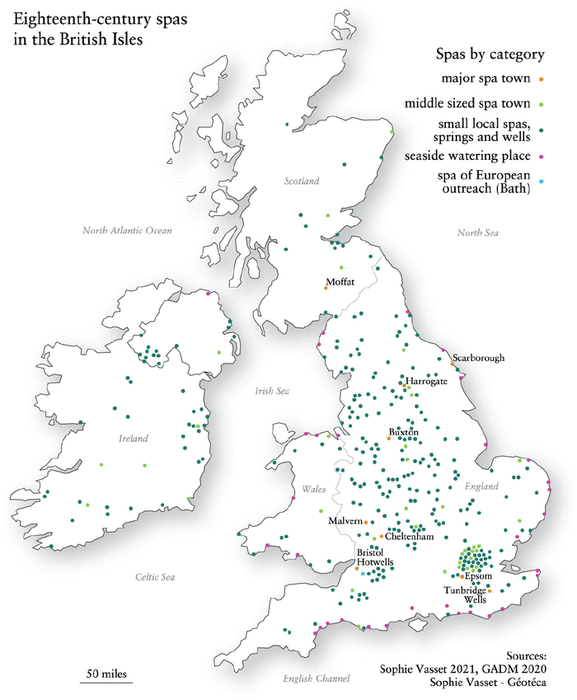 Eighteenth-century spas
in the British Isles
Spas by category
major spa town
middle sized spa town
small local spas,
springs and wells
seaside watering place
spa of European
outreach (Bath)
Scotland
North Atlantic Ocean
North Sea
Moffat
Scarborough
Harrogate
Irish Sea
Buxton
Ireland
Wales
England
Malvern
Cheltenham
Bristol
Hotwells
Epsom
Tunbridge
Wells
Celtic Sea
English Channel
50 miles
Sources:
Sophie Vasset 2021, GADM 2020
Sophie Vasset - Géotéca